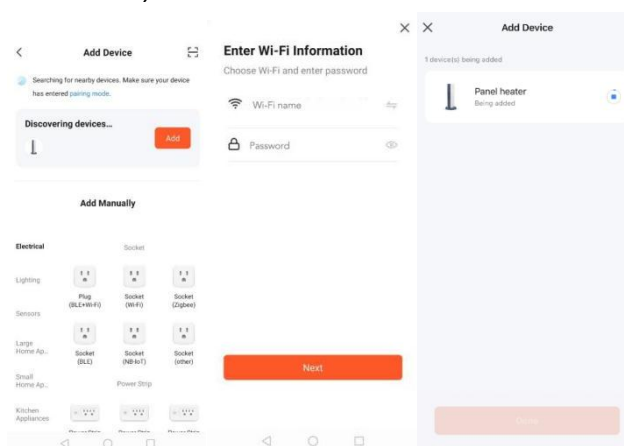 Add Device
Searching for nearby devices. Make sure your device
has entered pairing mode.
Discovering devices...
Add
Add Manually
Electrical
Socket
Lighting
Plug
(BLE+Wi-Fi)
Socket
(Wi-Fi)
Socket
(Zigbee)
Sensors
Large
Home Ap..
Socket
(BLE)
Socket
(NB-IoT)
Socket
(other)
Small
Home Ap..
Power Strip
Kitchen
Appliances
Enter Wi-Fi Information
Choose Wi-Fi and enter password
Wi-Fi name
Password
Next
Add Device
1 device(s) being added
Panel heater
Being added